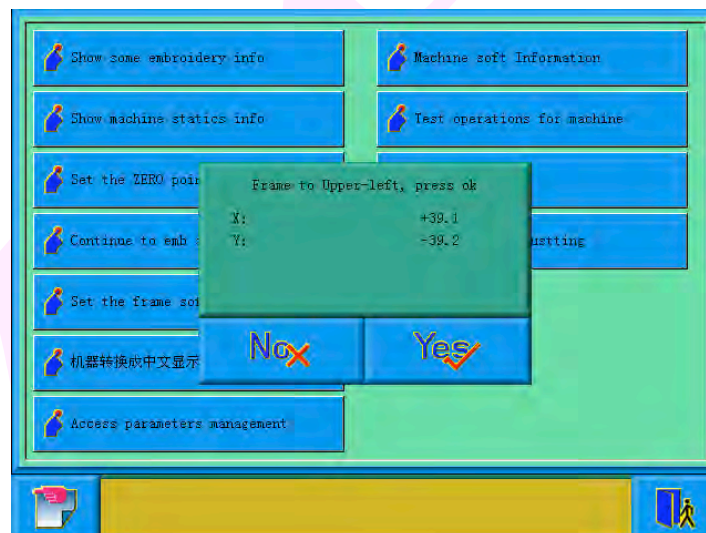 Show some embroidery info
Machine soft Information
Show machine statics info
Test operations for machine
Set the ZERO poin
Frame to Upper-left, press ok
X: +39.1
Y: -39.2
Continue to emb
ustting
Set the frame sof
No
Yes
机器转换成中文显示
Access parameters management